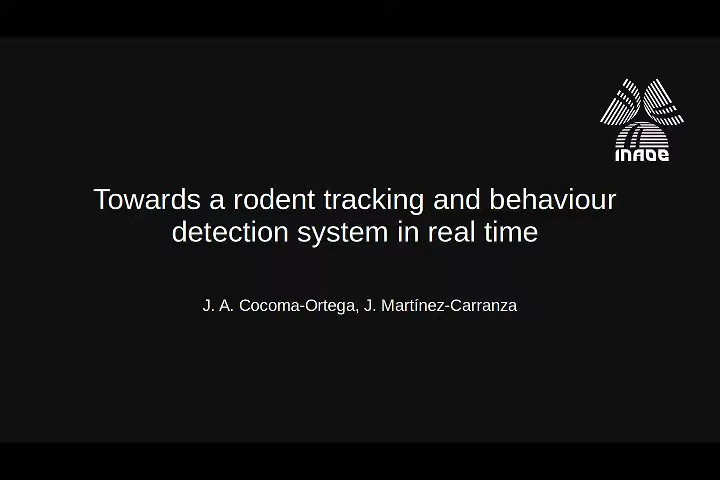 INAOE
Towards a rodent tracking and behaviour
detection system in real time
J. A. Cocoma-Ortega, J. Martínez-Carranza